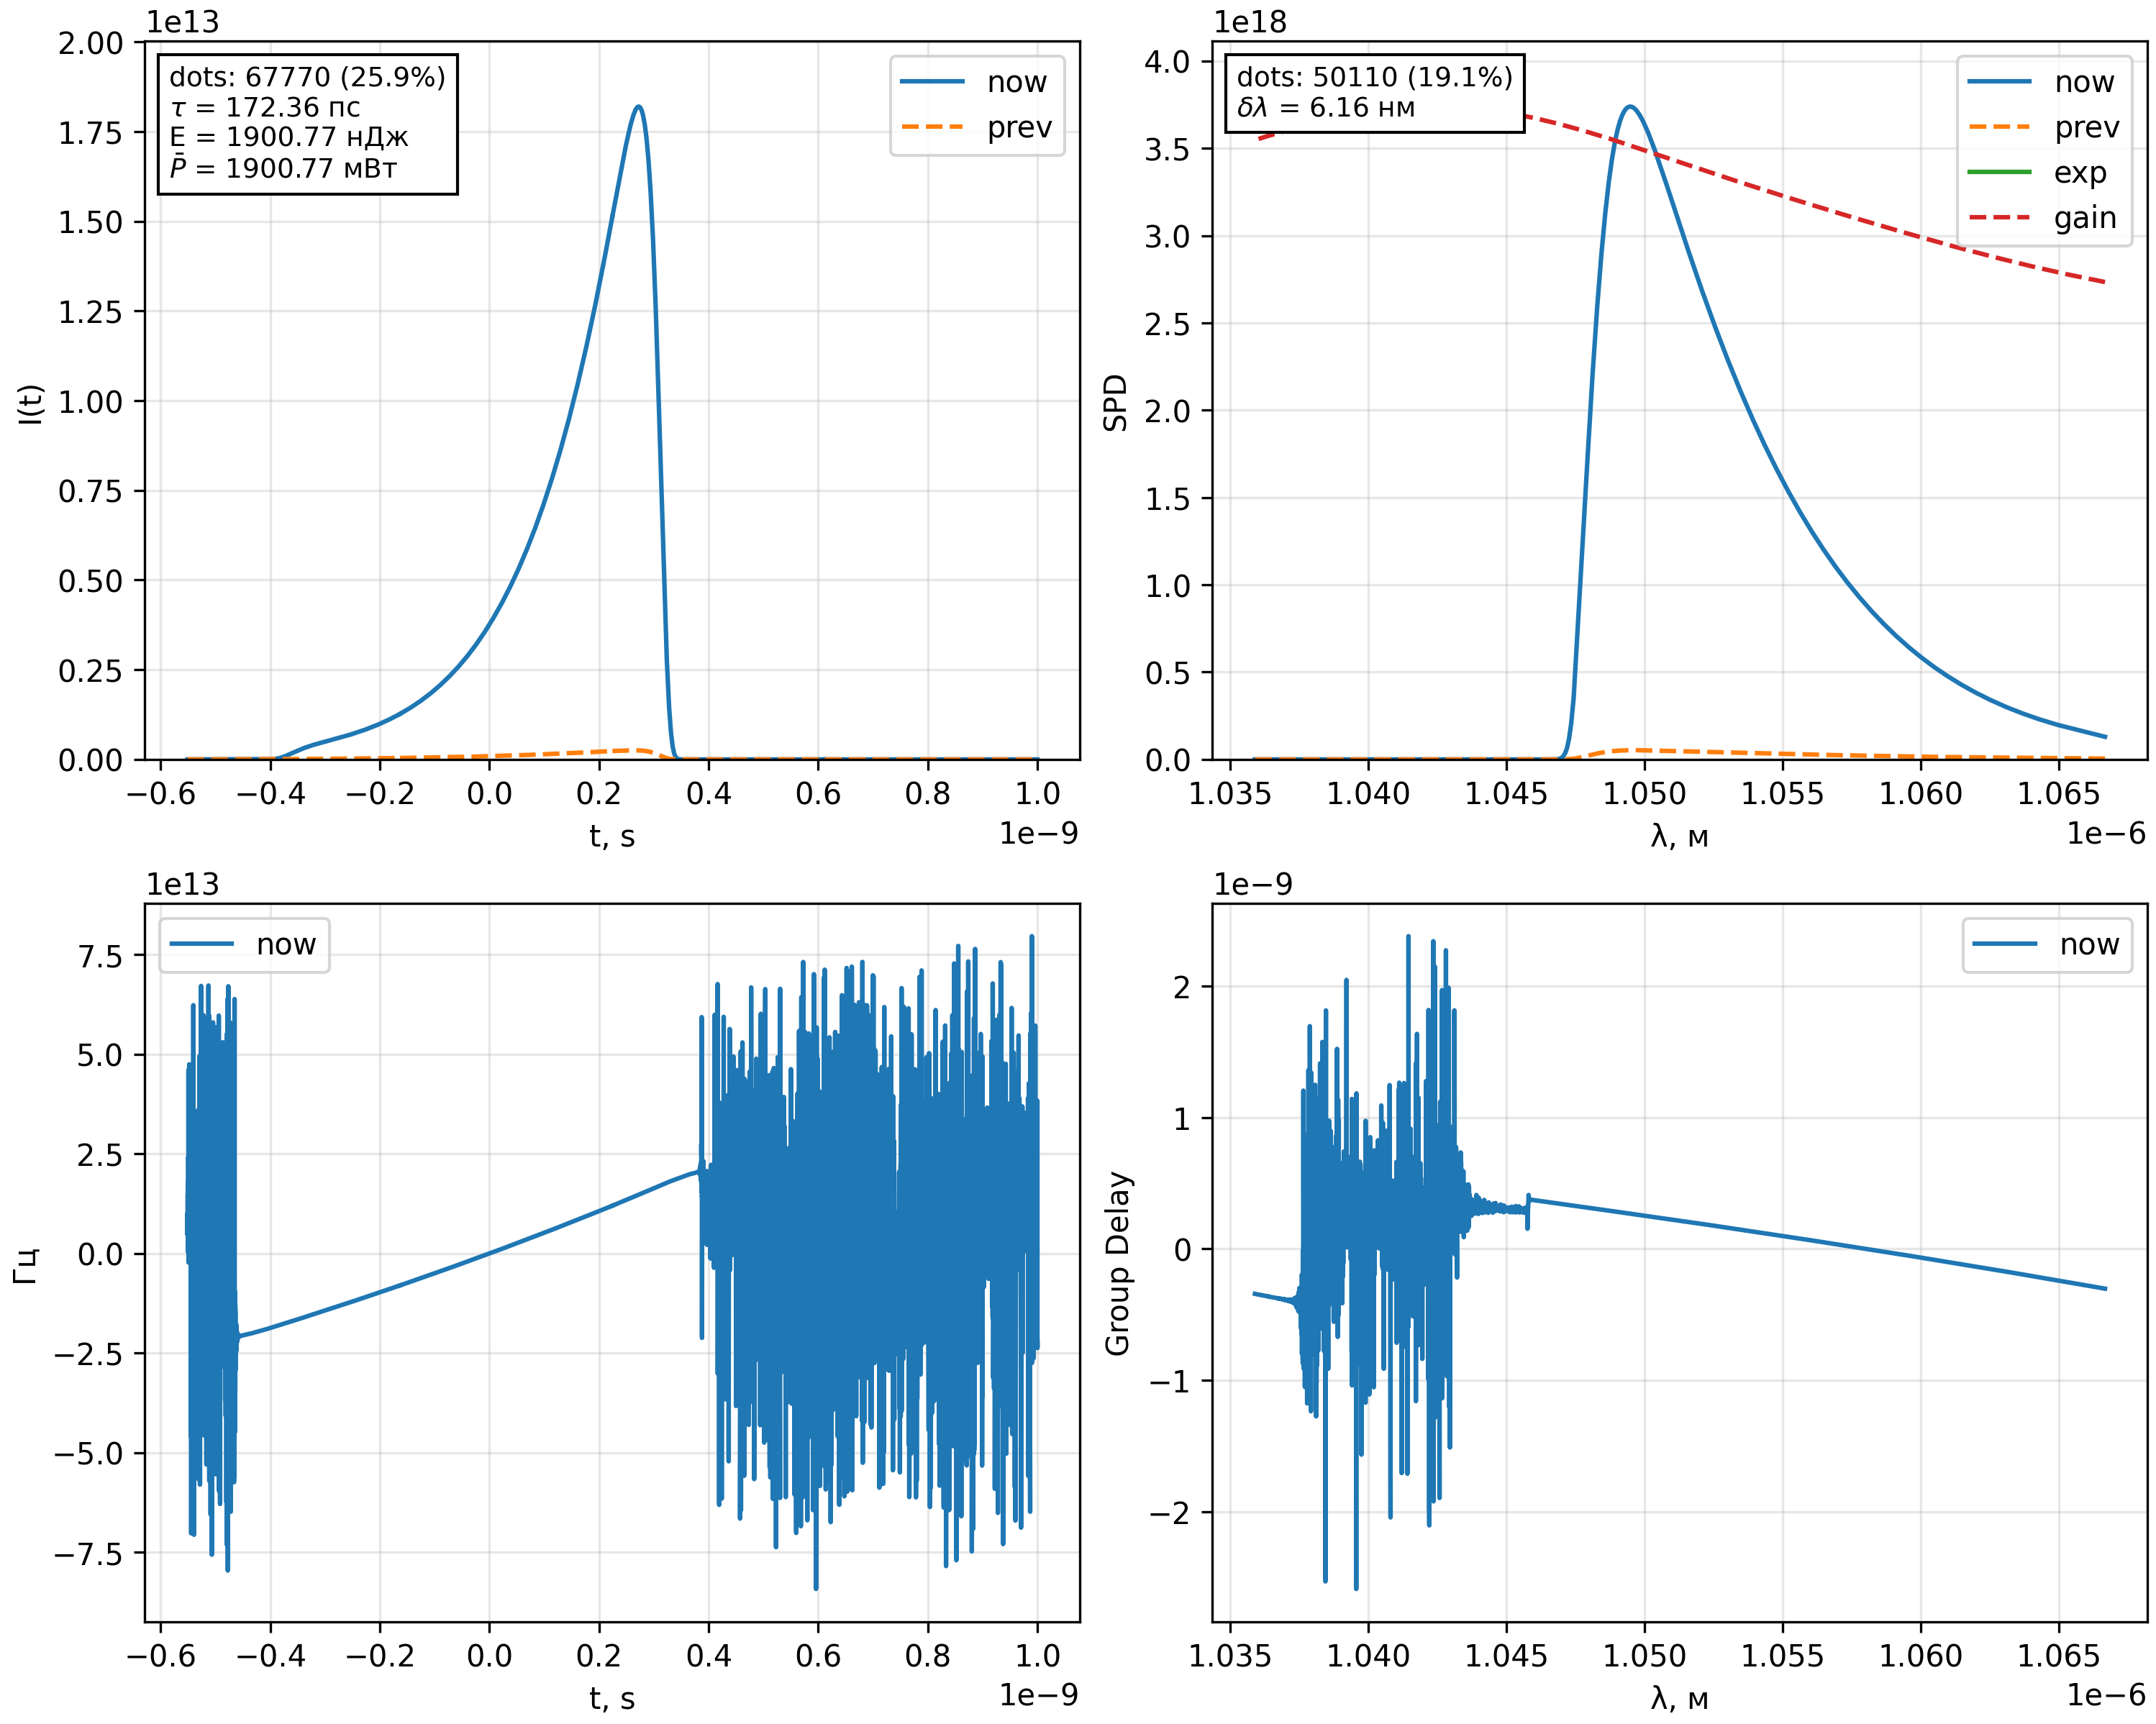 1e13
2.00
1.75
1.50
1.25
1.00
0.75
0.50
0.25
0.00
I(t)
dots: 67770 (25.9%)
τ = 172.36 пс
E = 1900.77 нДж
P̄ = 1900.77 мВт
now
prev
−0.6
−0.4
−0.2
0.0
0.2
0.4
0.6
0.8
1.0
t, s
1e−9
1e18
4.0
3.5
3.0
2.5
2.0
1.5
1.0
0.5
0.0
SPD
dots: 50110 (19.1%)
δλ = 6.16 нм
now
prev
exp
gain
1.035
1.040
1.045
1.050
1.055
1.060
1.065
λ, м
1e−6
1e13
7.5
5.0
2.5
0.0
−2.5
−5.0
−7.5
Гц
now
−0.6
−0.4
−0.2
0.0
0.2
0.4
0.6
0.8
1.0
t, s
1e−9
1e−9
2
1
0
−1
−2
Group Delay
now
1.035
1.040
1.045
1.050
1.055
1.060
1.065
λ, м
1e−6